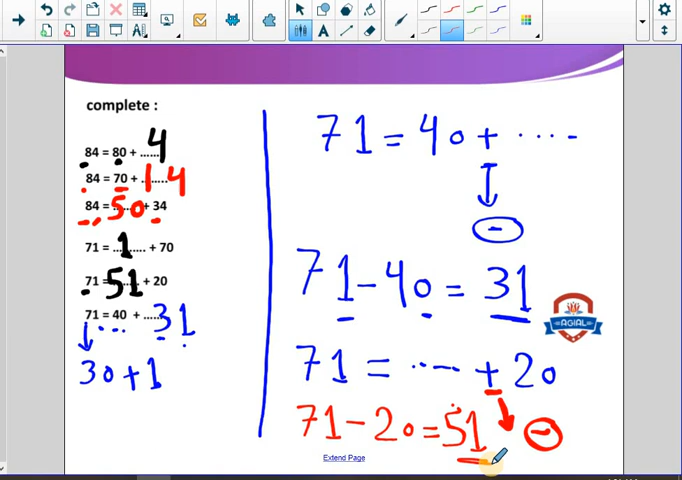 complete :
84 = 80 + ......4
84 = 70 + 14
84 = 50 + 34
71 = ...1...... + 70
71 = 51 + 20
71 = 40 + ......31
...
30 + 1
71 = 40 + ....
-
71 - 40 = 31
AGIAL
71 = .... + 20
71 - 20 = 51
-
Extend Page